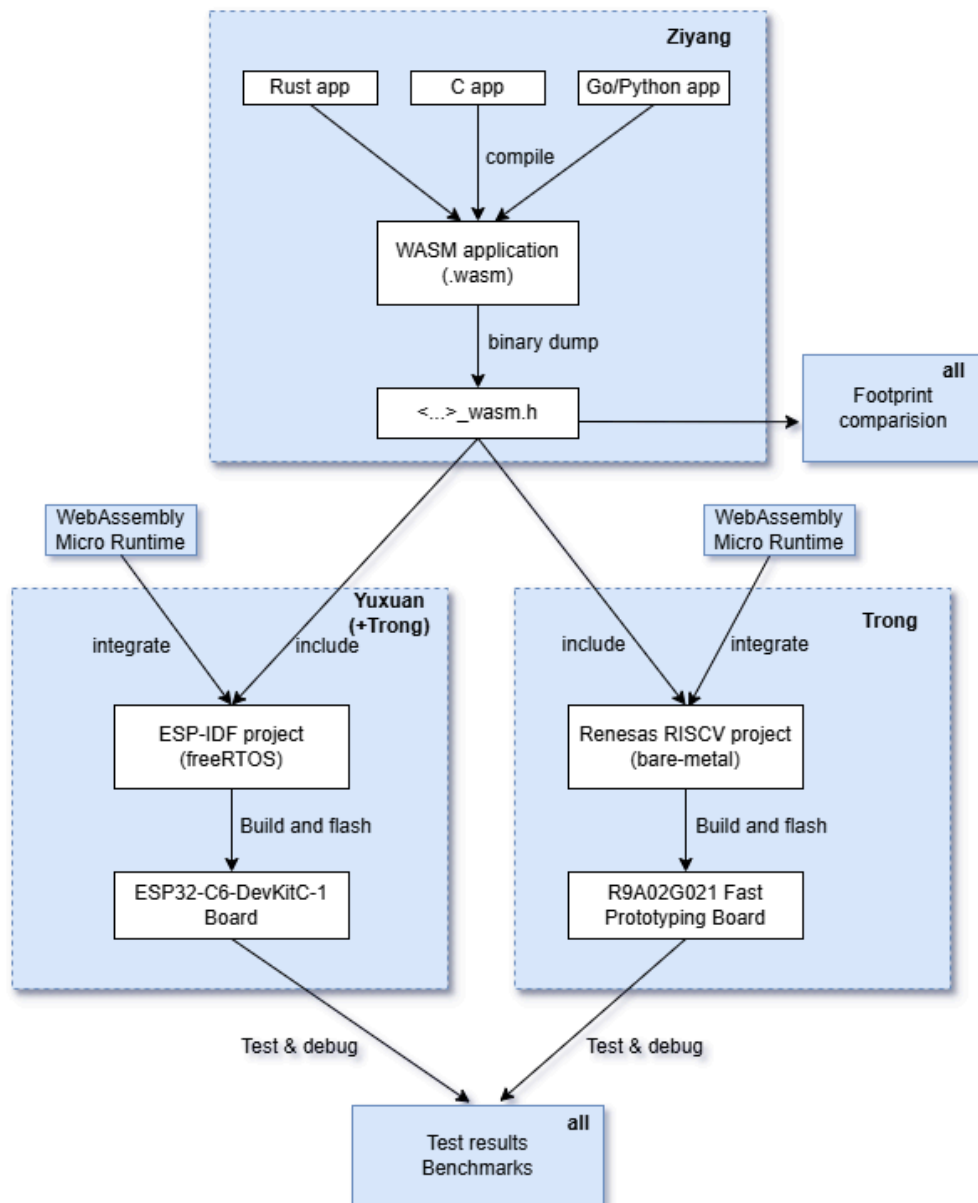 Ziyang
Rust app
C app
Go/Python app
compile
WASM application
(.wasm)
binary dump
<...>_wasm.h
all
Footprint
comparision
WebAssembly
Micro Runtime
WebAssembly
Micro Runtime
Yuxuan
(+Trong)
Trong
integrate
include
include
integrate
ESP-IDF project
(freeRTOS)
Renesas RISCV project
(bare-metal)
Build and flash
Build and flash
ESP32-C6-DevKitC-1
Board
R9A02G021 Fast
Prototyping Board
Test & debug
Test & debug
all
Test results
Benchmarks